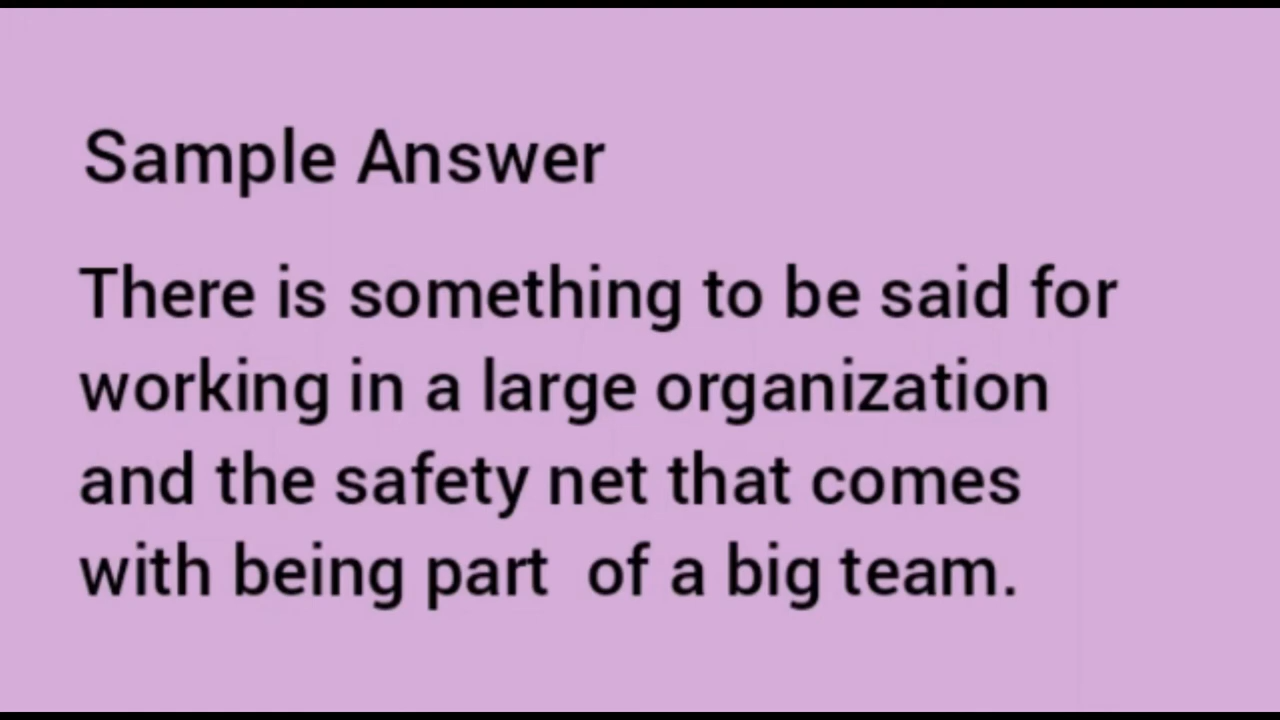 Sample Answer
There is something to be said for
working in a large organization
and the safety net that comes
with being part  of a big team.